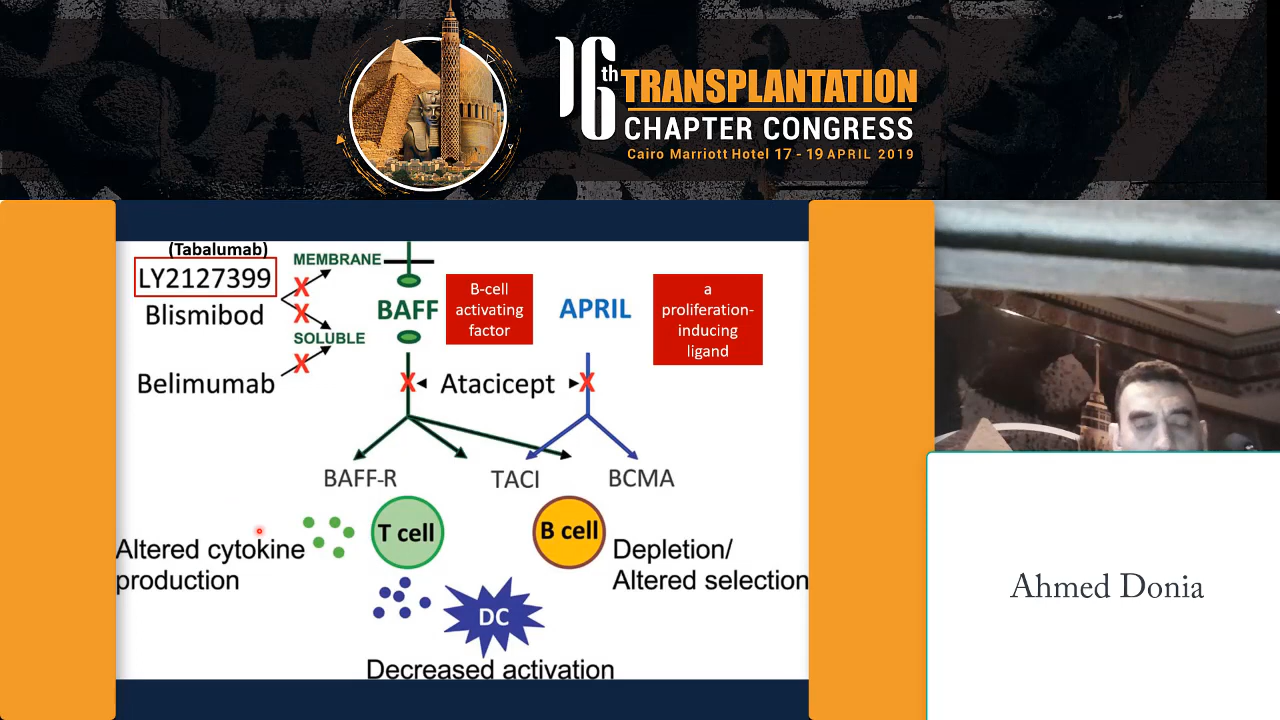 16th TRANSPLANTATION
CHAPTER CONGRESS
Cairo Marriott Hotel 17 - 19 APRIL 2019
(Tabalumab)
LY2127399
Blismibod
Belimumab
MEMBRANE
SOLUBLE
BAFF
B-cell
activating
factor
APRIL
a
proliferation-
inducing
ligand
X
X
X
X
Atacicept
X
BAFF-R
TACI
BCMA
T cell
B cell
Altered cytokine
production
Depletion/
Altered selection
DC
Decreased activation
Ahmed Donia